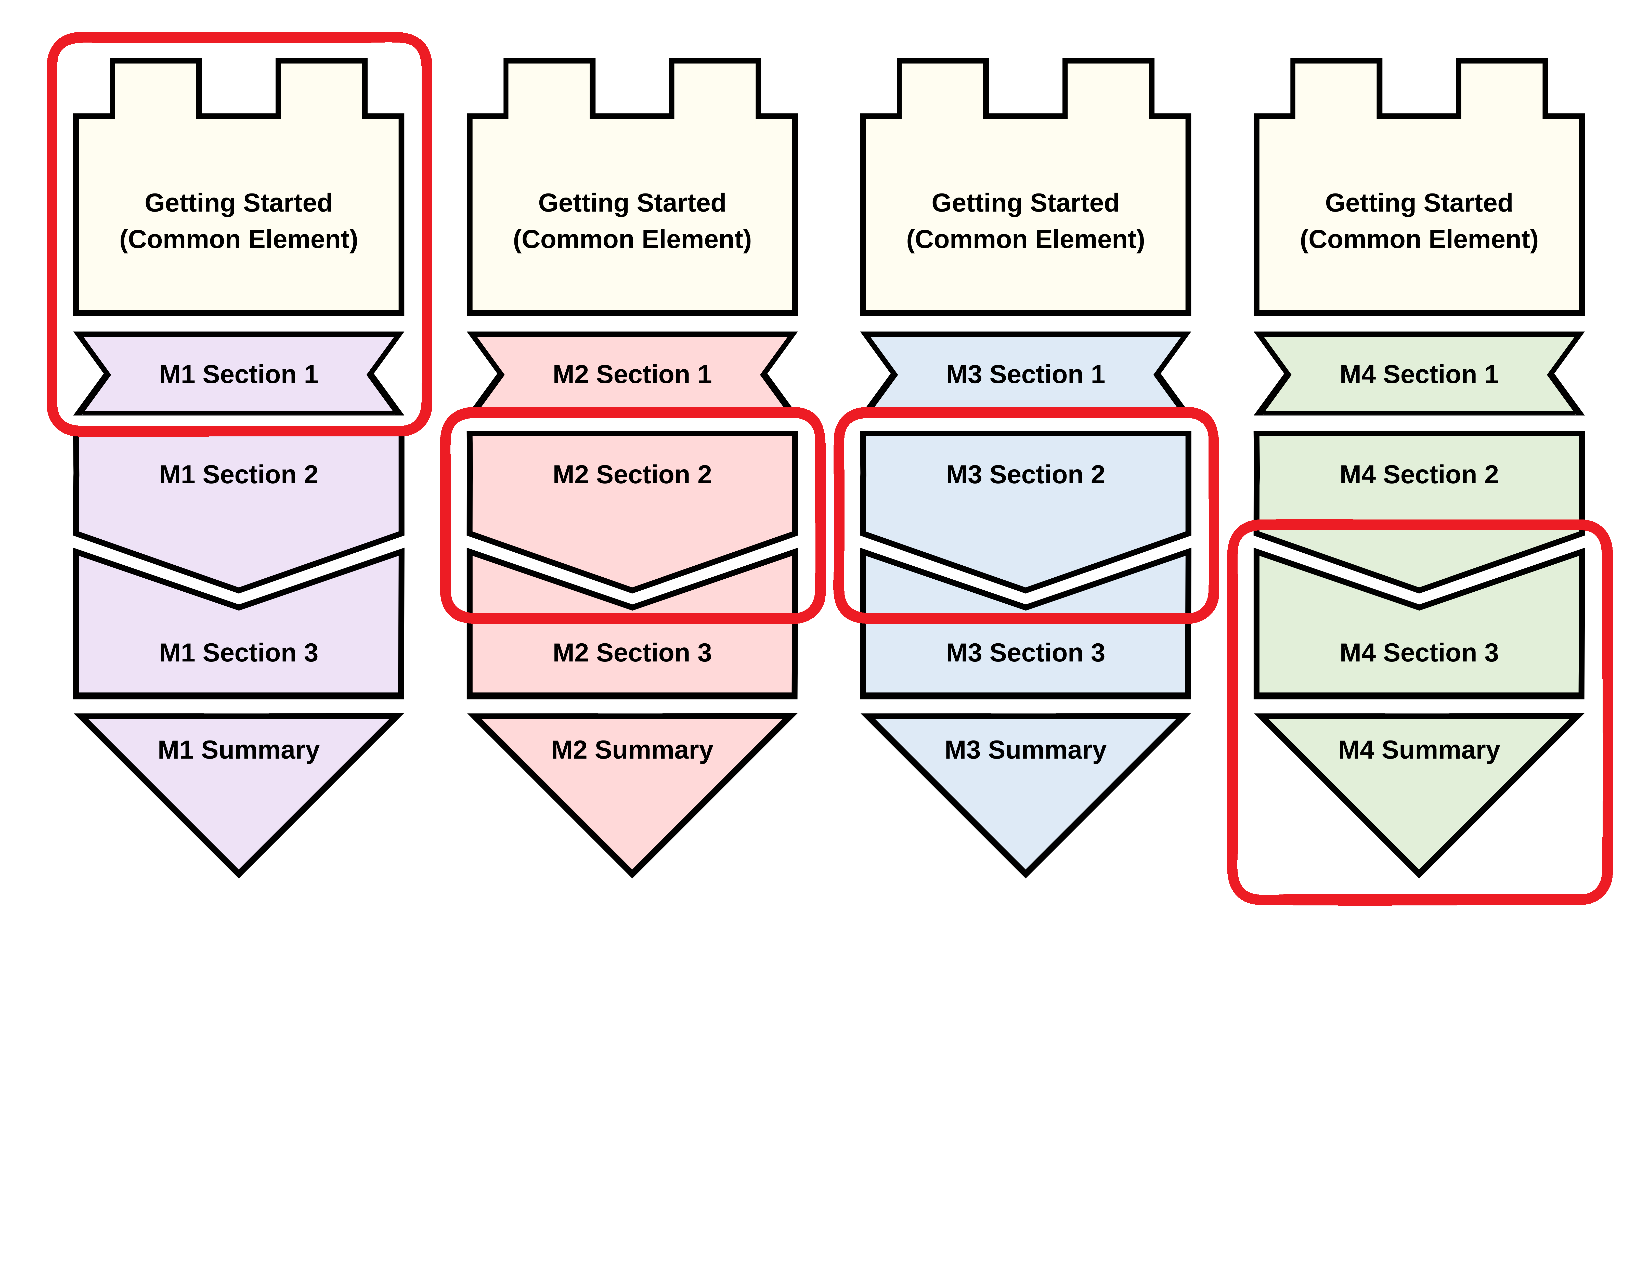 Getting Started
(Common Element)
M1 Section 1
M1 Section 2
M1 Section 3
M1 Summary
Getting Started
(Common Element)
M2 Section 1
M2 Section 2
M2 Section 3
M2 Summary
Getting Started
(Common Element)
M3 Section 1
M3 Section 2
M3 Section 3
M3 Summary
Getting Started
(Common Element)
M4 Section 1
M4 Section 2
M4 Section 3
M4 Summary